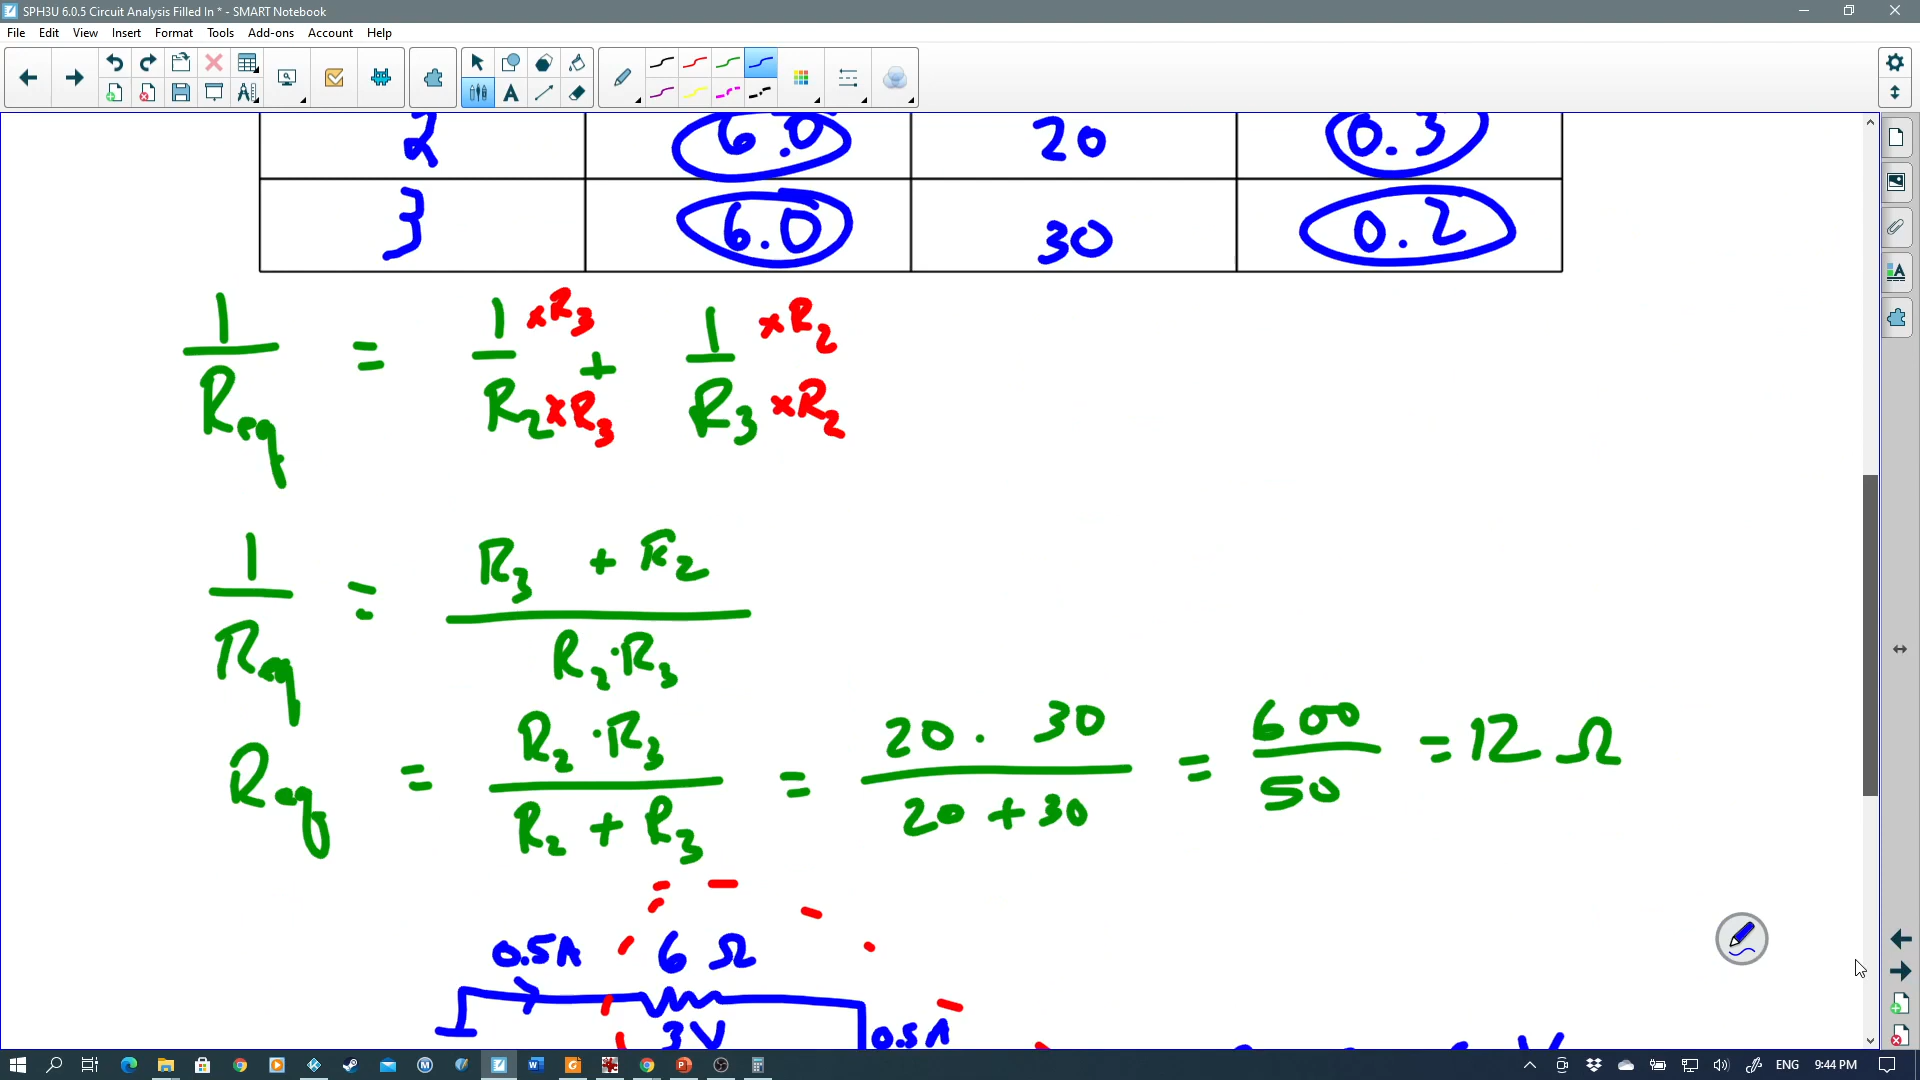 SPH3U 6.0.5 Circuit Analysis Filled In * - SMART Notebook
File Edit View Insert Format Tools Add-ons Account Help
2 6.0 20 0.3
3 6.0 30 0.2
1/Req = 1/R2 ×R3/×R3 + 1/R3 ×R2/×R2
1/Req = R3 + R2 / R2·R3
Req = R2·R3 / R2 + R3 = 20 · 30 / 20 + 30 = 600/50 = 12 Ω
0.5A 6 Ω
3V 0.5A
ENG 9:44 PM